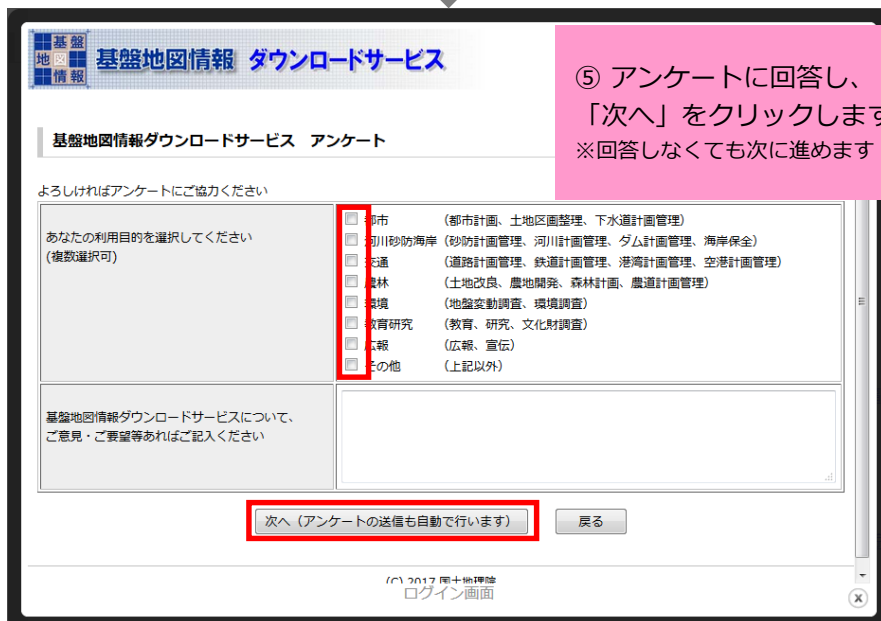 基盤
地図
情報
基盤地図情報 ダウンロードサービス
⑤ アンケートに回答し、
「次へ」をクリックします
※回答しなくても次に進めます
基盤地図情報ダウンロードサービス アンケート
よろしければアンケートにご協力ください
あなたの利用目的を選択してください
(複数選択可)
都市 (都市計画、土地区画整理、下水道計画管理)
河川砂防海岸 (砂防計画管理、河川計画管理、ダム計画管理、海岸保全)
交通 (道路計画管理、鉄道計画管理、港湾計画管理、空港計画管理)
農林 (土地改良、農地開発、森林計画、農道計画管理)
環境 (地盤変動調査、環境調査)
教育研究 (教育、研究、文化財調査)
広報 (広報、宣伝)
その他 (上記以外)
基盤地図情報ダウンロードサービスについて、
ご意見・ご要望等あればご記入ください
次へ（アンケートの送信も自動で行います） 戻る
(C) 2017 国土地理院
ログイン画面